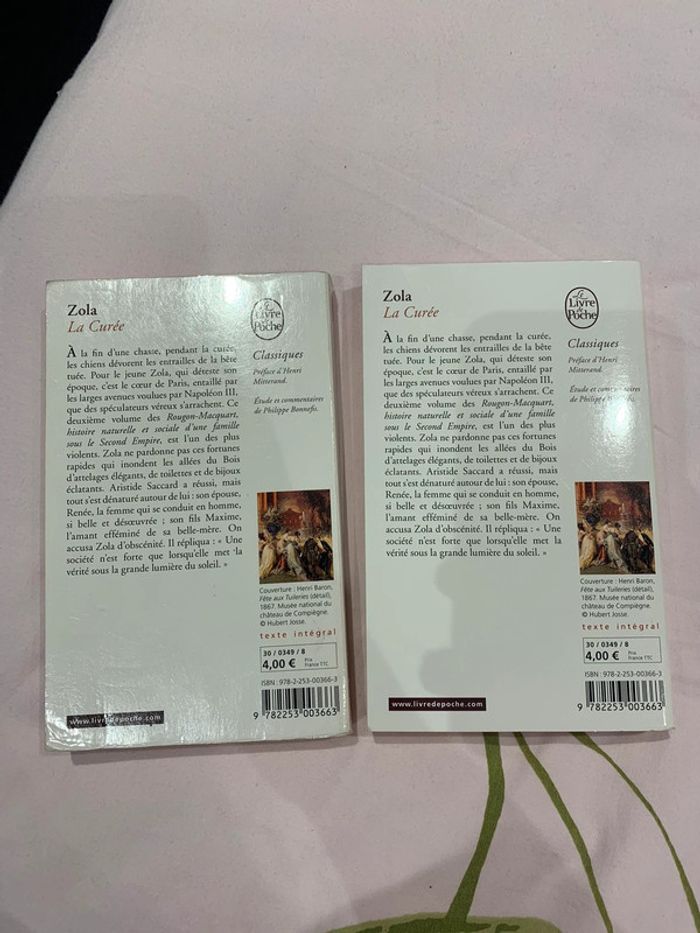 Zola
La Curée
À la fin d'une chasse, pendant la curée,
les chiens dévorent les entrailles de la bête
tuée. Pour le jeune Zola, qui déteste son
époque, c'est le cœur de Paris, entaillé par
les larges avenues voulues par Napoléon III,
que des spéculateurs véreux s'arrachent. Ce
deuxième volume des Rougon-Macquart,
histoire naturelle et sociale d'une famille
sous le Second Empire, est l'un des plus
violents. Zola ne pardonne pas ces fortunes
rapides qui inondent les allées du Bois
d'attelages élégants, de toilettes et de bijoux
éclatants. Aristide Saccard a réussi, mais
tout s'est dénaturé autour de lui : son épouse,
Renée, la femme qui se conduit en homme,
si belle et désœuvrée ; son fils Maxime,
l'amant efféminé de sa belle-mère. On
accusa Zola d'obscénité. Il répliqua : « Une
société n'est forte que lorsqu'elle met la
vérité sous la grande lumière du soleil. »
www.livredepoche.com
Le
Livre
de
Poche
Classiques
Préface d'Henri
Mitterand.
Étude et commentaires
de Philippe Bonnefis.
texte intégral
30 / 0349 / 8
4,00 € Prix
France TTC
ISBN : 978-2-253-00366-3
9 782253 003663
Zola
La Curée
À la fin d'une chasse, pendant la curée,
les chiens dévorent les entrailles de la bête
tuée. Pour le jeune Zola, qui déteste son
époque, c'est le cœur de Paris, entaillé par
les larges avenues voulues par Napoléon III,
que des spéculateurs véreux s'arrachent. Ce
deuxième volume des Rougon-Macquart,
histoire naturelle et sociale d'une famille
sous le Second Empire, est l'un des plus
violents. Zola ne pardonne pas ces fortunes
rapides qui inondent les allées du Bois
d'attelages élégants, de toilettes et de bijoux
éclatants. Aristide Saccard a réussi, mais
tout s'est dénaturé autour de lui : son épouse,
Renée, la femme qui se conduit en homme,
si belle et désœuvrée ; son fils Maxime,
l'amant efféminé de sa belle-mère. On
accusa Zola d'obscénité. Il répliqua : « Une
société n'est forte que lorsqu'elle met la
vérité sous la grande lumière du soleil. »
www.livredepoche.com
Le
Livre
de
Poche
Classiques
Préface d'Henri
Mitterand.
Étude et commentaires
de Philippe
Couverture : Henri Baron,
Fête aux Tuileries (détail),
1867. Musée national du
château de Compiègne.
© Hubert Josse.
texte intégral
30 / 0349 / 8
4,00 € Prix
France TTC
ISBN : 978-2-253-00366-3
9 782253 003663